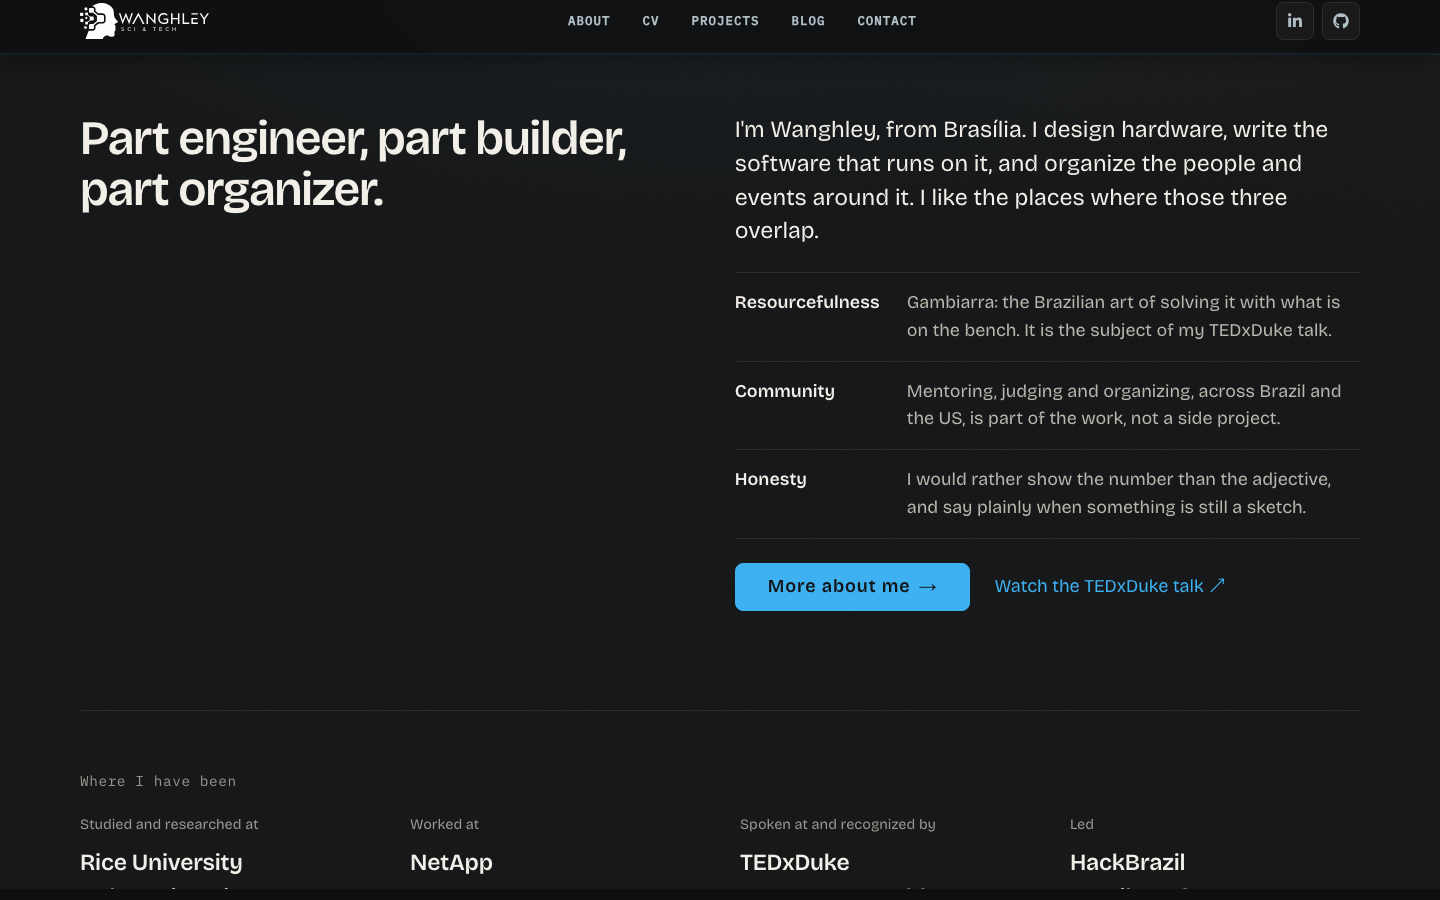 WANGHLEY
SCI & TECH
ABOUT CV PROJECTS BLOG CONTACT
Part engineer, part builder,
part organizer.
I'm Wanghley, from Brasília. I design hardware, write the
software that runs on it, and organize the people and
events around it. I like the places where those three
overlap.
Resourcefulness
Gambiarra: the Brazilian art of solving it with what is
on the bench. It is the subject of my TEDxDuke talk.
Community
Mentoring, judging and organizing, across Brazil and
the US, is part of the work, not a side project.
Honesty
I would rather show the number than the adjective,
and say plainly when something is still a sketch.
More about me →
Watch the TEDxDuke talk ↗
Where I have been
Studied and researched at
Rice University
Worked at
NetApp
Spoken at and recognized by
TEDxDuke
Led
HackBrazil